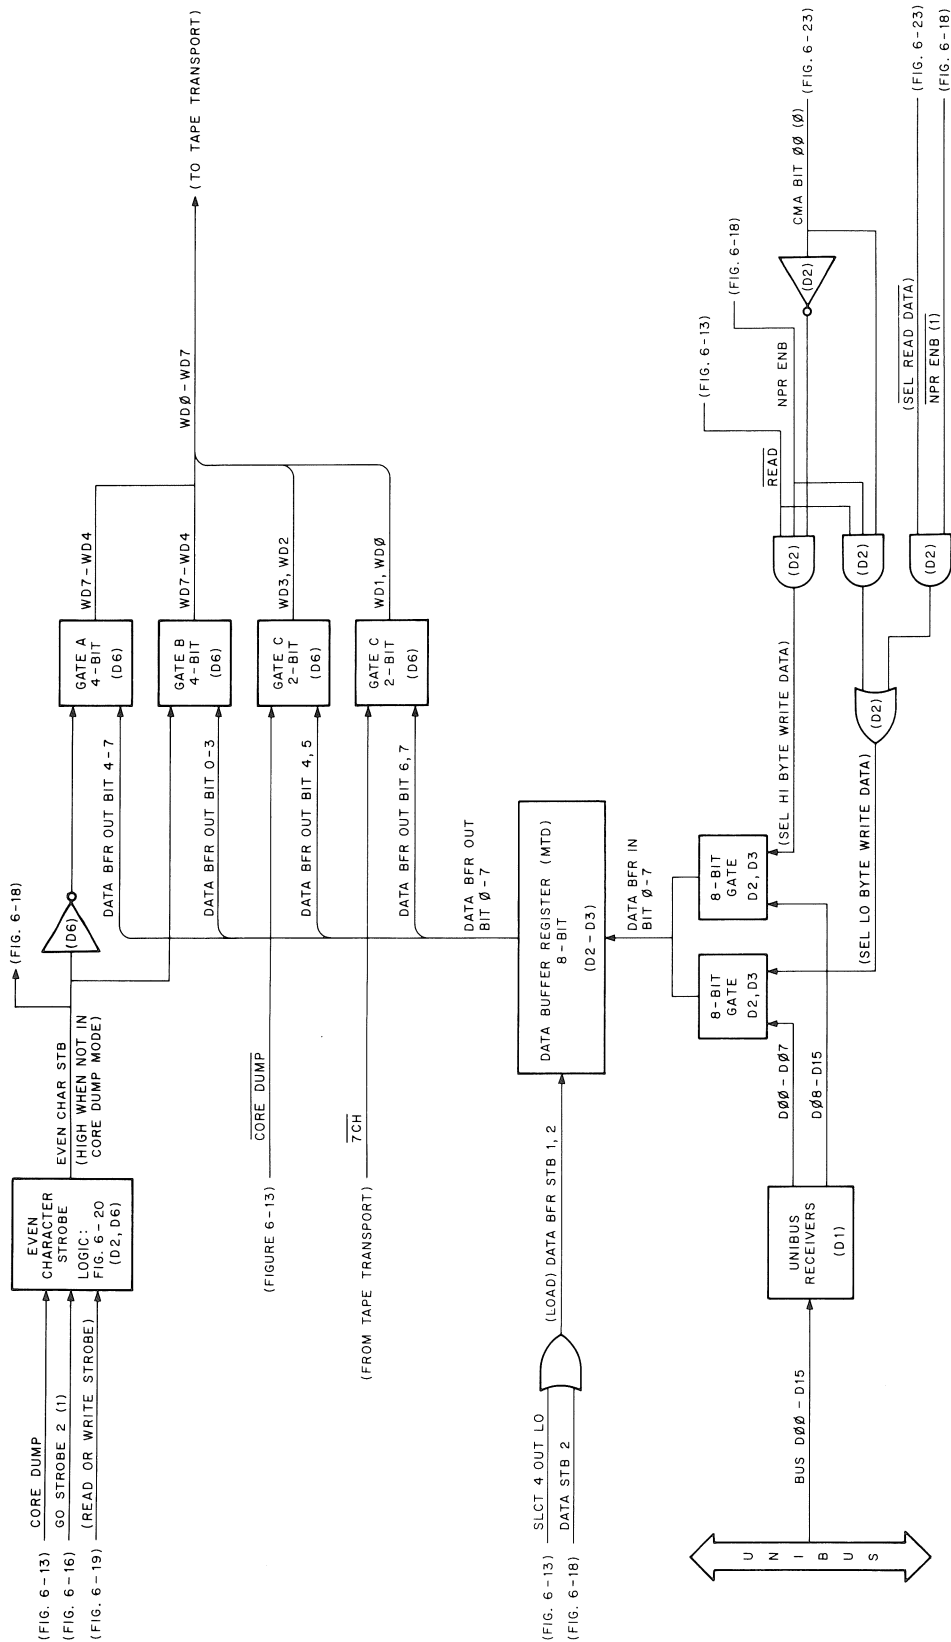 (FIG. 6-13) CORE DUMP
(FIG. 6-16) GO STROBE 2 (1)
(FIG. 6-19) (READ OR WRITE STROBE)
EVEN
CHARACTER
STROBE
LOGIC:
FIG. 6-20
(D2, D6)
EVEN CHAR STB
(HIGH WHEN NOT IN
CORE DUMP MODE)
(FIG. 6-18)
(D6)
DATA BFR OUT BIT 4-7
DATA BFR OUT BIT 0-3
DATA BFR OUT BIT 4, 5
DATA BFR OUT BIT 6, 7
GATE A
4-BIT
(D6)
GATE B
4-BIT
(D6)
GATE C
2-BIT
(D6)
GATE C
2-BIT
(D6)
WD7-WD4
WD7-WD4
WD3, WD2
WD1, WDØ
WDØ-WD7
(TO TAPE TRANSPORT)
(FIGURE 6-13) CORE DUMP
(FROM TAPE TRANSPORT) 7CH
DATA BFR OUT
BIT Ø-7
(FIG. 6-13) SLCT 4 OUT LO
(FIG. 6-18) DATA STB 2
(LOAD) DATA BFR STB 1, 2
DATA BUFFER REGISTER (MTD)
8-BIT
(D2-D3)
DATA BFR IN
BIT Ø-7
UNIBUS
BUS DØØ-D15
UNIBUS
RECEIVERS
(D1)
DØØ-DØ7
DØ8-D15
8-BIT
GATE
D2, D3
8-BIT
GATE
D2, D3
(SEL HI BYTE WRITE DATA)
(SEL LO BYTE WRITE DATA)
(D2)
(D2)
(D2)
(D2)
READ
(FIG. 6-13)
NPR ENB
(FIG. 6-18)
(D2)
CMA BIT ØØ (Ø) (FIG. 6-23)
(SEL READ DATA) (FIG. 6-23)
NPR ENB (1) (FIG. 6-18)